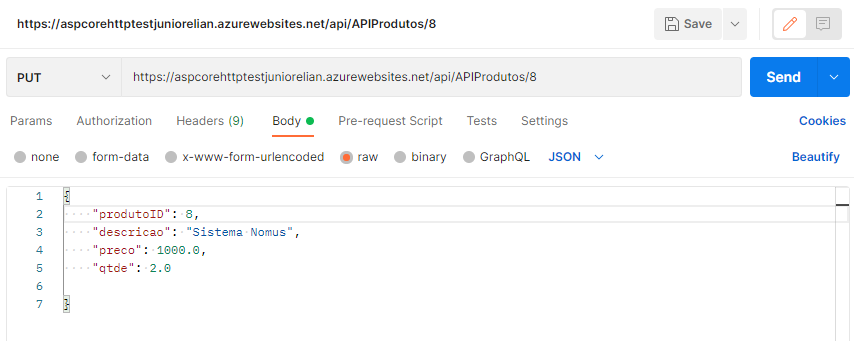 https://aspcorehttptestjuniorelian.azurewebsites.net/api/APIProdutos/8
Save
PUT
https://aspcorehttptestjuniorelian.azurewebsites.net/api/APIProdutos/8
Send
Params Authorization Headers (9) Body Pre-request Script Tests Settings Cookies
none form-data x-www-form-urlencoded raw binary GraphQL JSON Beautify
1 {
2 "produtoID": 8,
3 "descricao": "Sistema Nomus",
4 "preco": 1000.0,
5 "qtde": 2.0
6
7 }